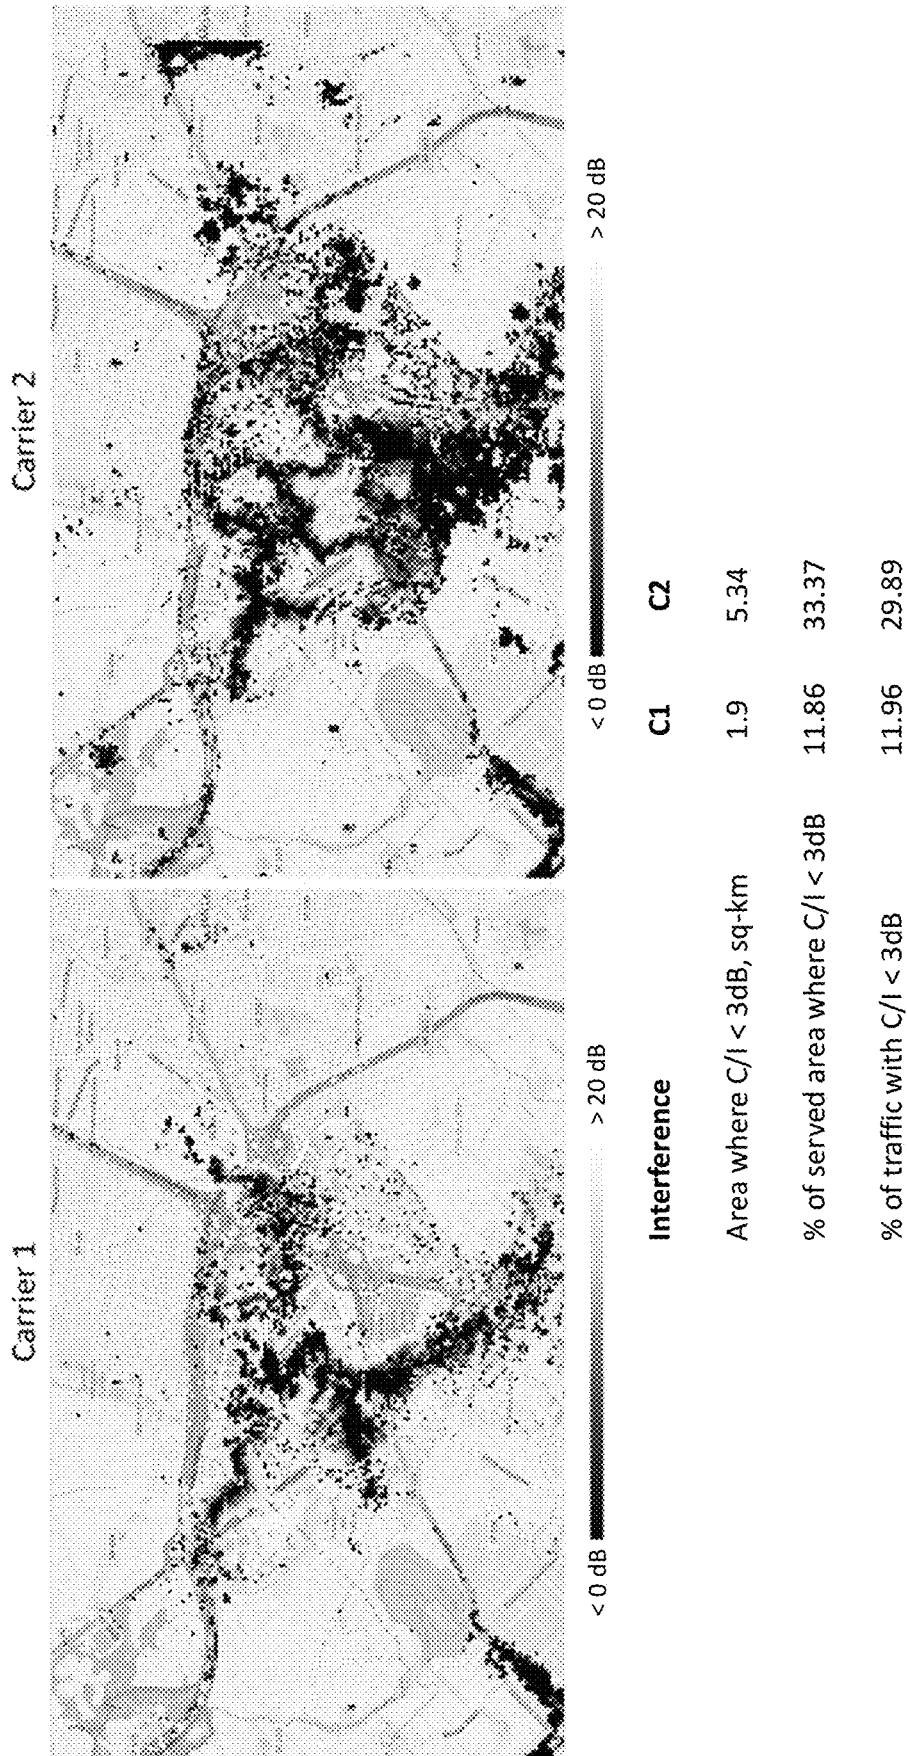 Carrier 1
Carrier 2
< 0 dB > 20 dB
< 0 dB > 20 dB
Interference C1 C2
Area where C/I < 3dB, sq-km 1.9 5.34
% of served area where C/I < 3dB 11.86 33.37
% of traffic with C/I < 3dB 11.96 29.89